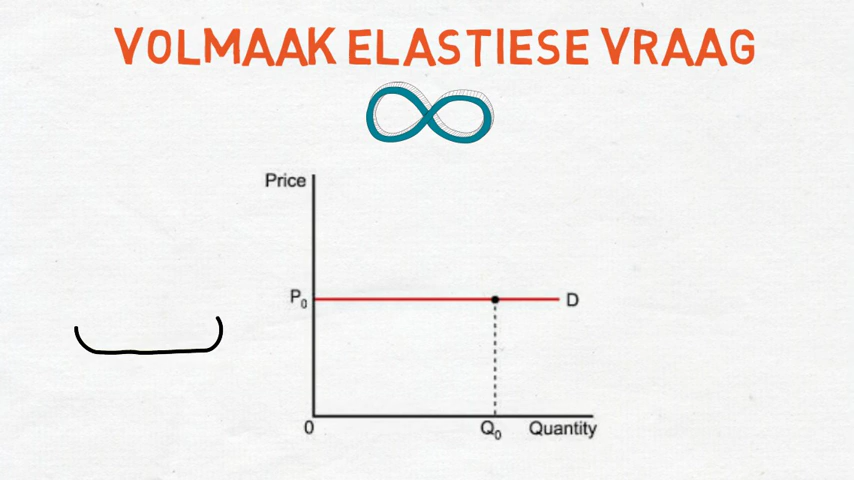 VOLMAAK ELASTIESE VRAAG
Price
P₀
D
0
Q₀
Quantity